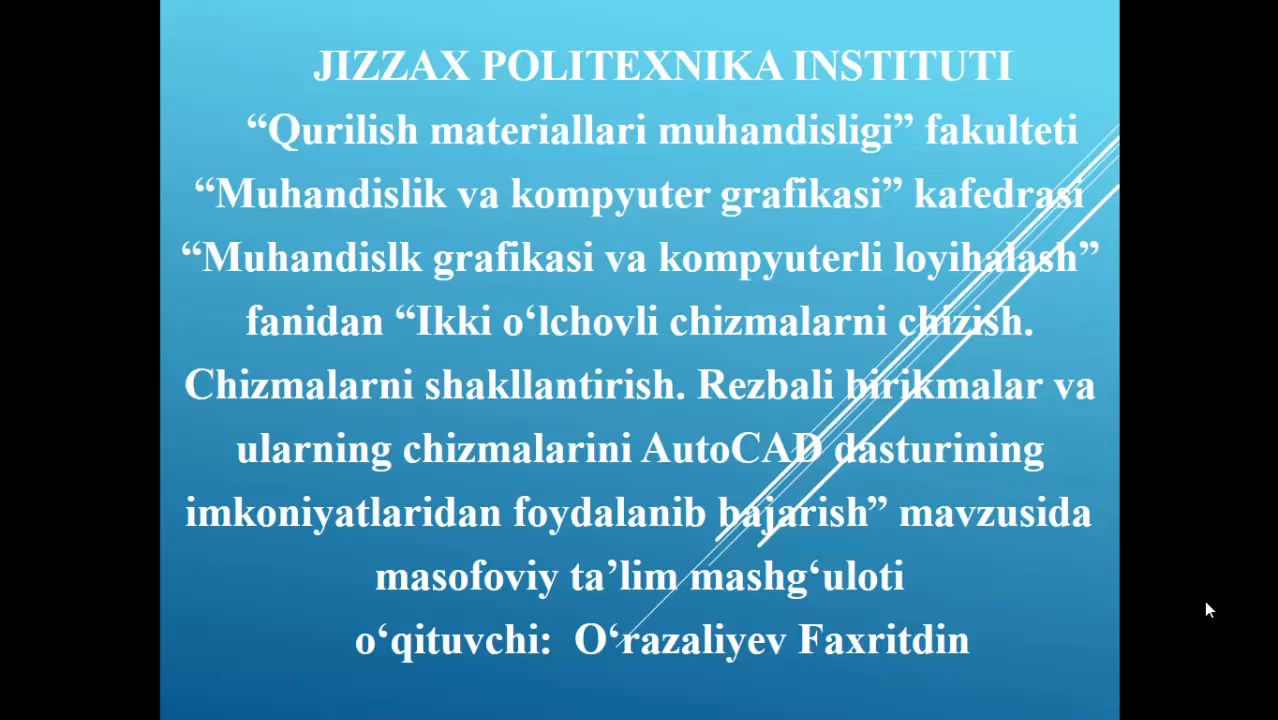 JIZZAX POLITEXNIKA INSTITUTI
“Qurilish materiallari muhandisligi” fakulteti
“Muhandislik va kompyuter grafikasi” kafedrasi
“Muhandislk grafikasi va kompyuterli loyihalash”
fanidan “Ikki o‘lchovli chizmalarni chizish.
Chizmalarni shakllantirish. Rezbali birikmalar va
ularning chizmalarini AutoCAD dasturining
imkoniyatlaridan foydalanib bajarish” mavzusida
masofoviy ta’lim mashg‘uloti
o‘qituvchi: O‘razaliyev Faxritdin